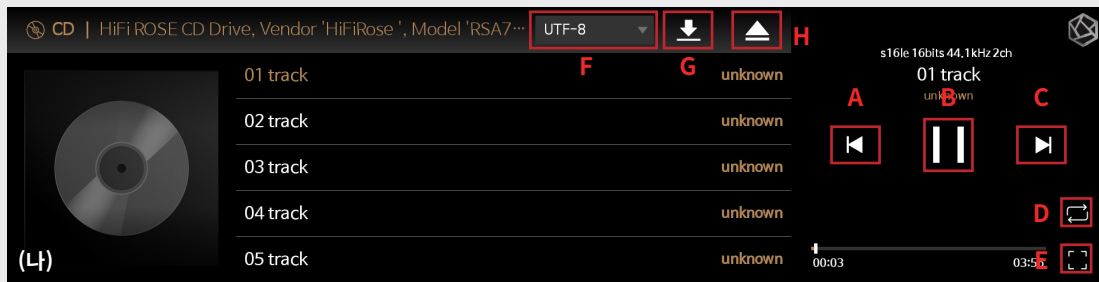 CD | HiFi ROSE CD Drive, Vendor 'HiFiRose ', Model 'RSA7…
UTF-8
F
G
H
01 track unknown
02 track unknown
03 track unknown
04 track unknown
05 track unknown
(나)
s16le 16bits 44.1kHz 2ch
01 track
unknown
A
B
C
D
E
00:03